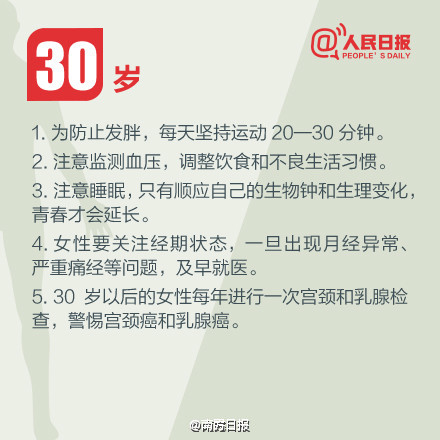 30 岁
@人民日报
PEOPLE'S DAILY
1. 为防止发胖，每天坚持运动 20—30 分钟。
2. 注意监测血压，调整饮食和不良生活习惯。
3. 注意睡眠，只有顺应自己的生物钟和生理变化，
青春才会延长。
4. 女性要关注经期状态，一旦出现月经异常、
严重痛经等问题，及早就医。
5. 30 岁以后的女性每年进行一次宫颈和乳腺检
查，警惕宫颈癌和乳腺癌。
@南方日报